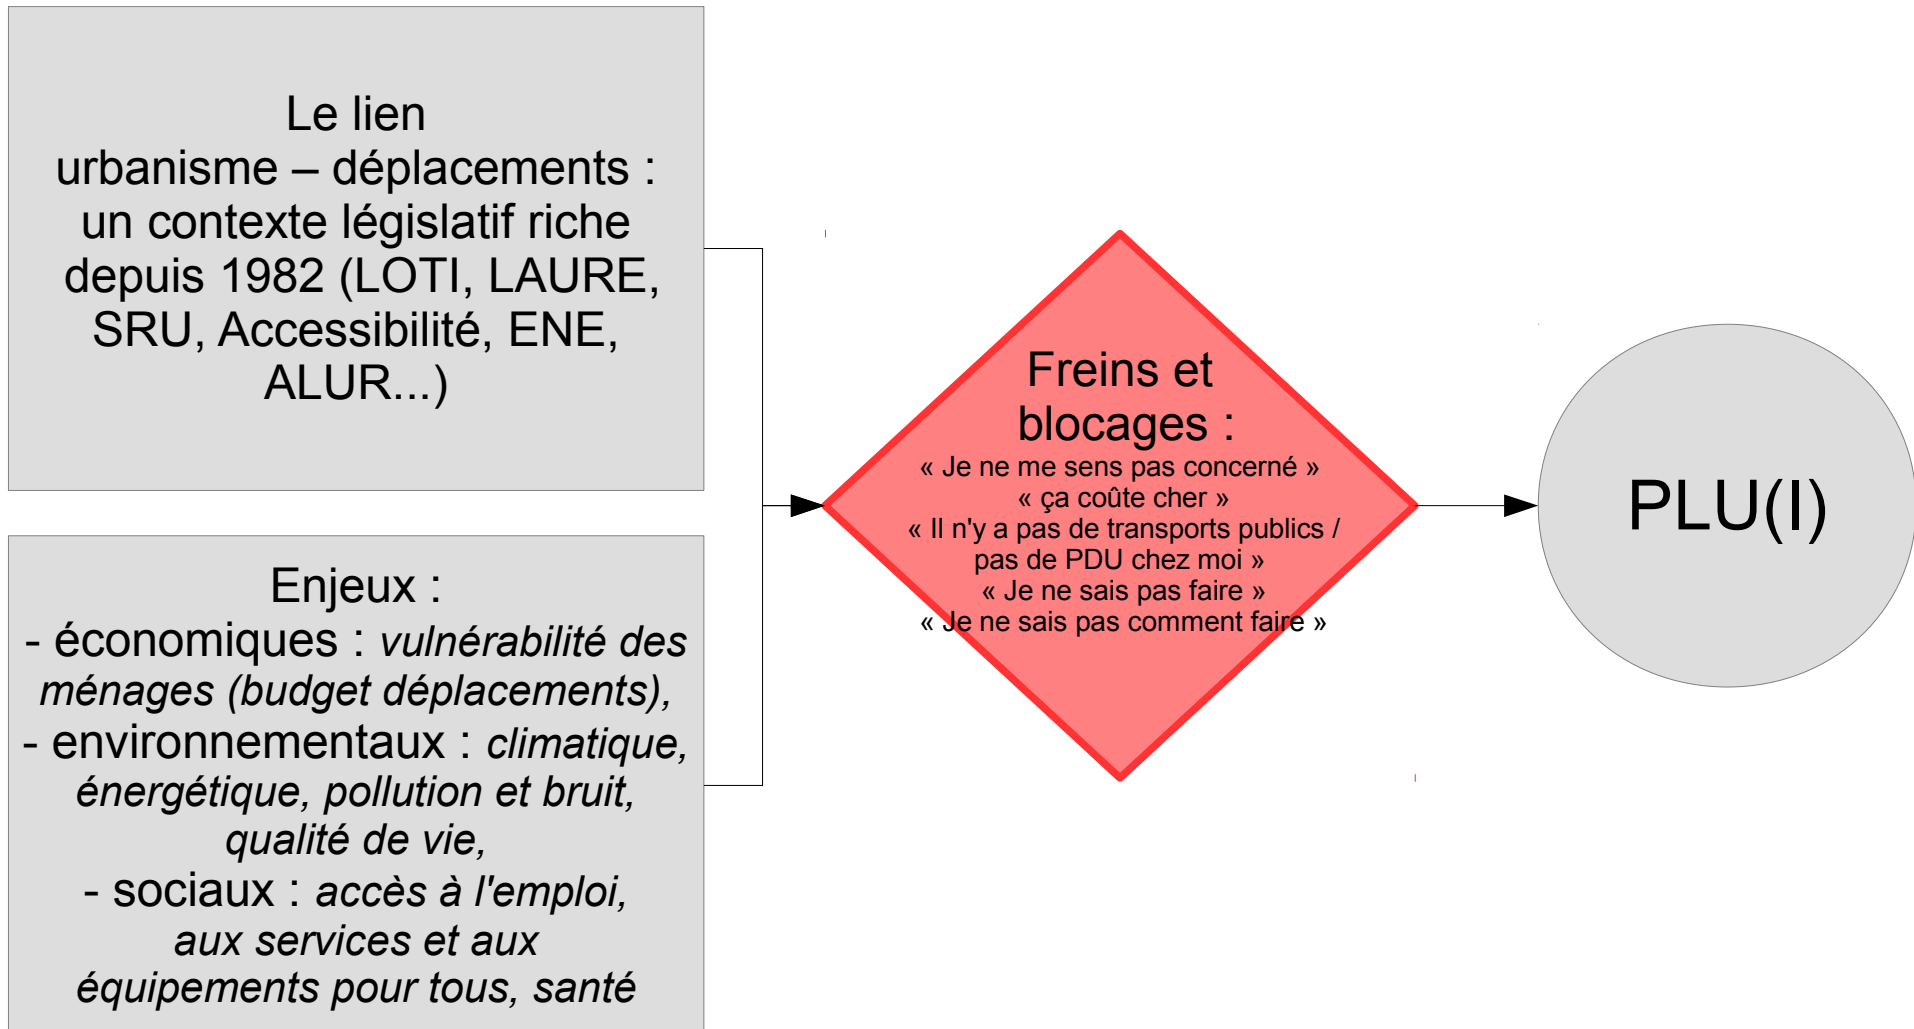 Le lien
urbanisme – déplacements :
un contexte législatif riche
depuis 1982 (LOTI, LAURE,
SRU, Accessibilité, ENE,
ALUR...)
Enjeux :
- économiques : vulnérabilité des
ménages (budget déplacements),
- environnementaux : climatique,
énergétique, pollution et bruit,
qualité de vie,
- sociaux : accès à l'emploi,
aux services et aux
équipements pour tous, santé
Freins et
blocages :
« Je ne me sens pas concerné »
« ça coûte cher »
« Il n'y a pas de transports publics /
pas de PDU chez moi »
« Je ne sais pas faire »
« Je ne sais pas comment faire »
PLU(I)